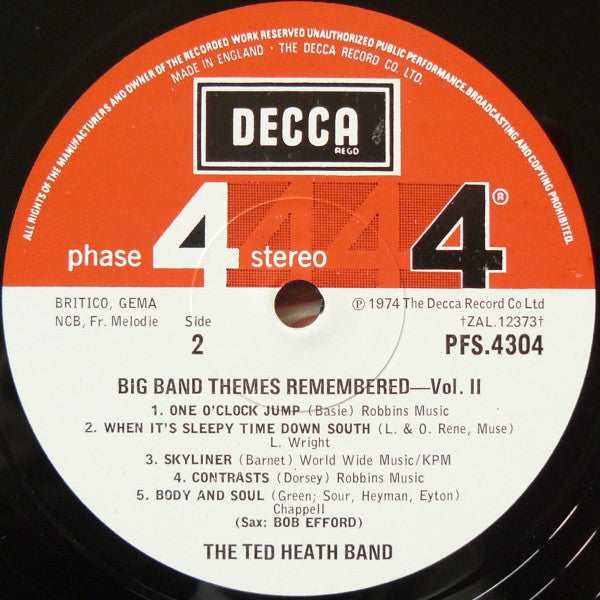 ALL RIGHTS OF THE MANUFACTURERS AND OWNER OF THE RECORDED WORK RESERVED UNAUTHORIZED PUBLIC PERFORMANCE, BROADCASTING AND COPYING PROHIBITED.
MADE IN ENGLAND · THE DECCA RECORD CO. LTD.
DECCA
REGD
phase 4 stereo 4 4 4 ®
BRITICO, GEMA
NCB, Fr. Melodie
Side
2
℗ 1974 The Decca Record Co Ltd
†ZAL.12373†
PFS.4304
BIG BAND THEMES REMEMBERED—Vol. II
1. ONE O'CLOCK JUMP (Basie) Robbins Music
2. WHEN IT'S SLEEPY TIME DOWN SOUTH (L. & O. Rene, Muse)
L. Wright
3. SKYLINER (Barnet) World Wide Music/KPM
4. CONTRASTS (Dorsey) Robbins Music
5. BODY AND SOUL (Green; Sour, Heyman, Eyton)
Chappell
(Sax: BOB EFFORD)
THE TED HEATH BAND